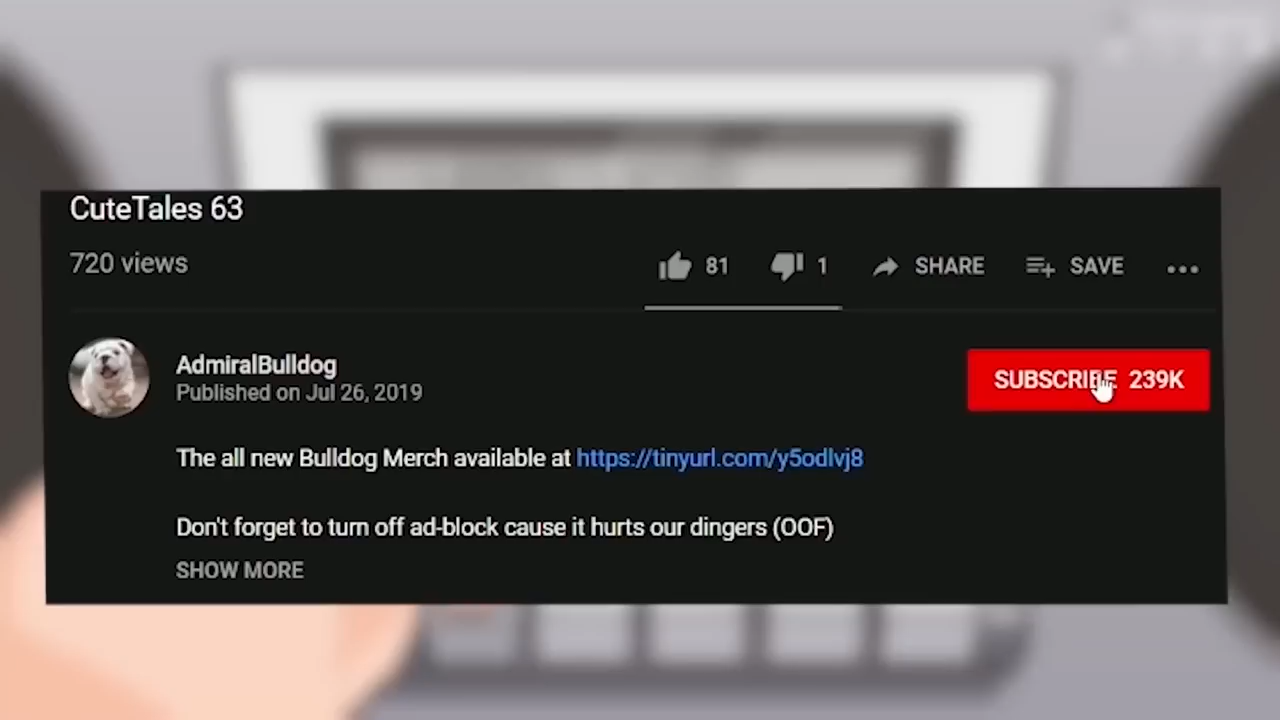 CuteTales 63
720 views
81 1 SHARE SAVE
AdmiralBulldog
Published on Jul 26, 2019
SUBSCRIBE 239K
The all new Bulldog Merch available at https://tinyurl.com/y5odlvj8
Don't forget to turn off ad-block cause it hurts our dingers (OOF)
SHOW MORE